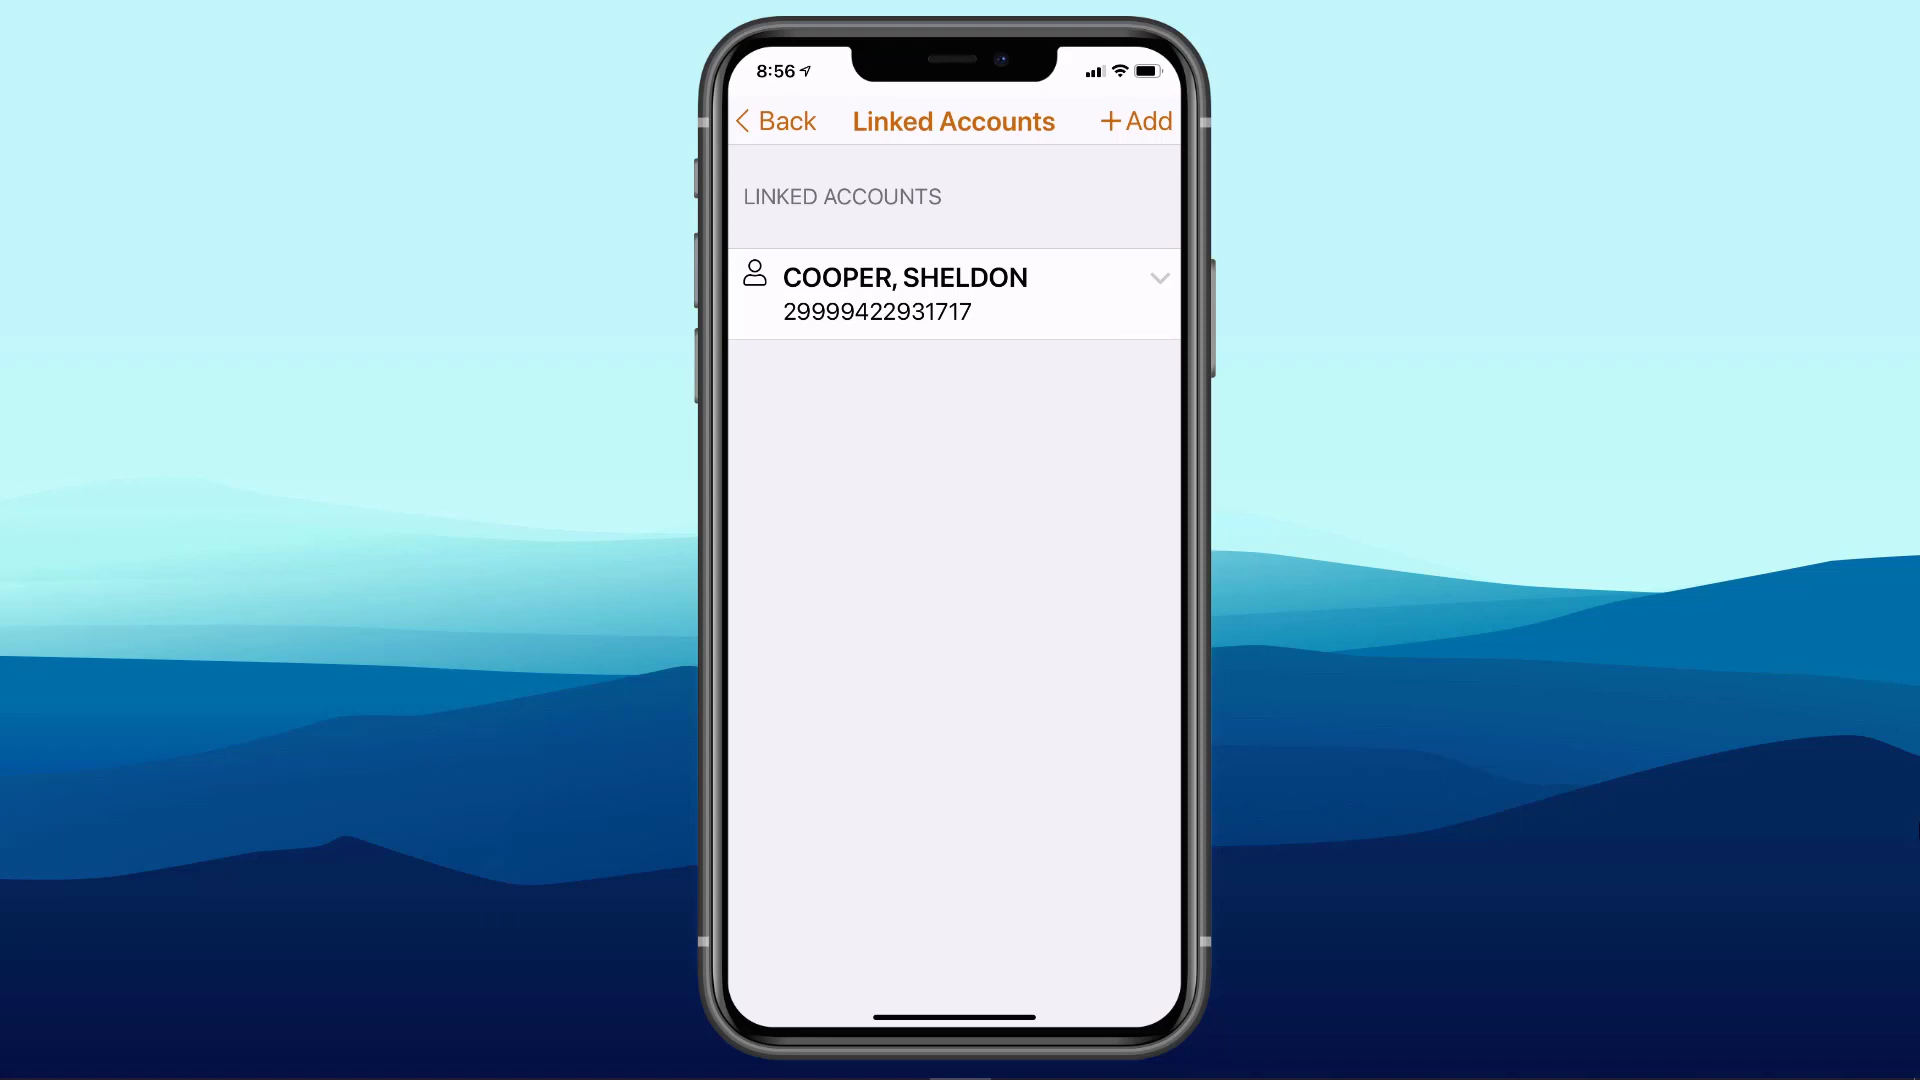 8:56
Back Linked Accounts +Add
LINKED ACCOUNTS
COOPER, SHELDON
29999422931717